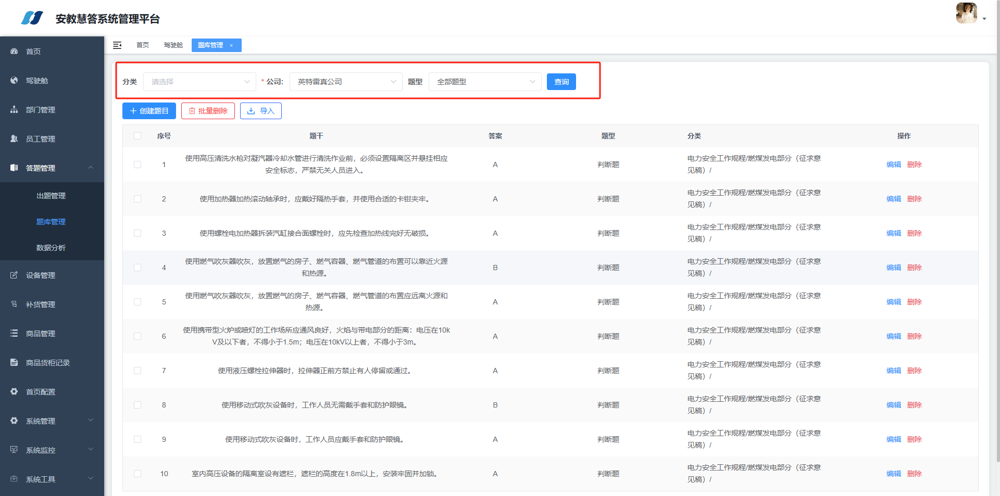 安教慧答系统管理平台
首页
驾驶舱
部门管理
员工管理
答题管理
出题管理
题库管理
数据分析
设备管理
补货管理
商品管理
商品货柜记录
首页配置
系统管理
系统监控
系统工具
首页 驾驶舱 题库管理 ×
分类 请选择 * 公司: 英特雷真公司 题型 全部题型 查询
创建题目 批量删除 导入
序号 题干 答案 题型 分类 操作
1 使用高压清洗水枪对凝汽器冷却水管进行清洗作业前，必须设置隔离区并悬挂相应 A 判断题 电力安全工作规程/燃煤发电部分（征求意 编辑 删除
安全标志，严禁无关人员进入。 见稿）/
2 使用加热器加热滚动轴承时，应戴好隔热手套，并使用合适的卡钳夹牢。 A 判断题 电力安全工作规程/燃煤发电部分（征求意 编辑 删除
见稿）/
3 使用螺栓电加热器拆装汽缸接合面螺栓时，应先检查加热线完好无破损。 A 判断题 电力安全工作规程/燃煤发电部分（征求意 编辑 删除
见稿）/
4 使用燃气吹灰器吹灰，放置燃气的房子、燃气容器、燃气管道的布置可以靠近火源 B 判断题 电力安全工作规程/燃煤发电部分（征求意 编辑 删除
和热源。 见稿）/
5 使用燃气吹灰器吹灰，放置燃气的房子、燃气容器、燃气管道的布置应远离火源和 A 判断题 电力安全工作规程/燃煤发电部分（征求意 编辑 删除
热源。 见稿）/
6 使用携带型火炉或喷灯的工作场所应通风良好，火焰与带电部分的距离：电压在10k A 判断题 电力安全工作规程/燃煤发电部分（征求意 编辑 删除
V及以下者，不得小于1.5m；电压在10kV以上者，不得小于3m。 见稿）/
7 使用液压螺栓拉伸器时，拉伸器正前方禁止有人停留或通过。 A 判断题 电力安全工作规程/燃煤发电部分（征求意 编辑 删除
见稿）/
8 使用移动式吹灰设备时，工作人员无需戴手套和防护眼镜。 B 判断题 电力安全工作规程/燃煤发电部分（征求意 编辑 删除
见稿）/
9 使用移动式吹灰设备时，工作人员应戴手套和防护眼镜。 A 判断题 电力安全工作规程/燃煤发电部分（征求意 编辑 删除
见稿）/
10 室内高压设备的隔离室设有遮栏，遮栏的高度在1.8m以上，安装牢固并加锁。 A 判断题 电力安全工作规程/燃煤发电部分（征求意 编辑 删除
见稿）/